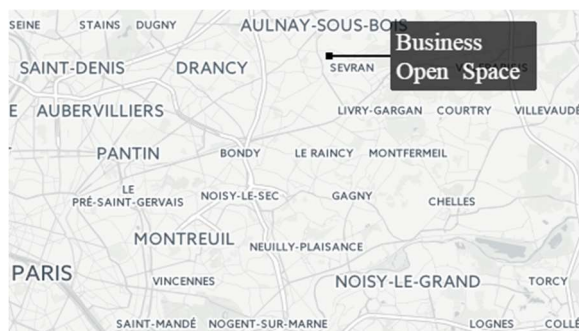 SEINE STAINS DUGNY AULNAY-SOUS-BOIS
Business
Open Space
SAINT-DENIS DRANCY SEVRAN
E AUBERVILLIERS LIVRY-GARGAN COURTRY VILLEVAUDÉ
PANTIN BONDY LE RAINCY MONTFERMEIL
LE
PRÉ-SAINT-GERVAIS NOISY-LE-SEC GAGNY CHELLES
MONTREUIL NEUILLY-PLAISANCE
PARIS VINCENNES NOISY-LE-GRAND TORCY
SAINT-MANDÉ NOGENT-SUR-MARNE LOGNES COLLÉ